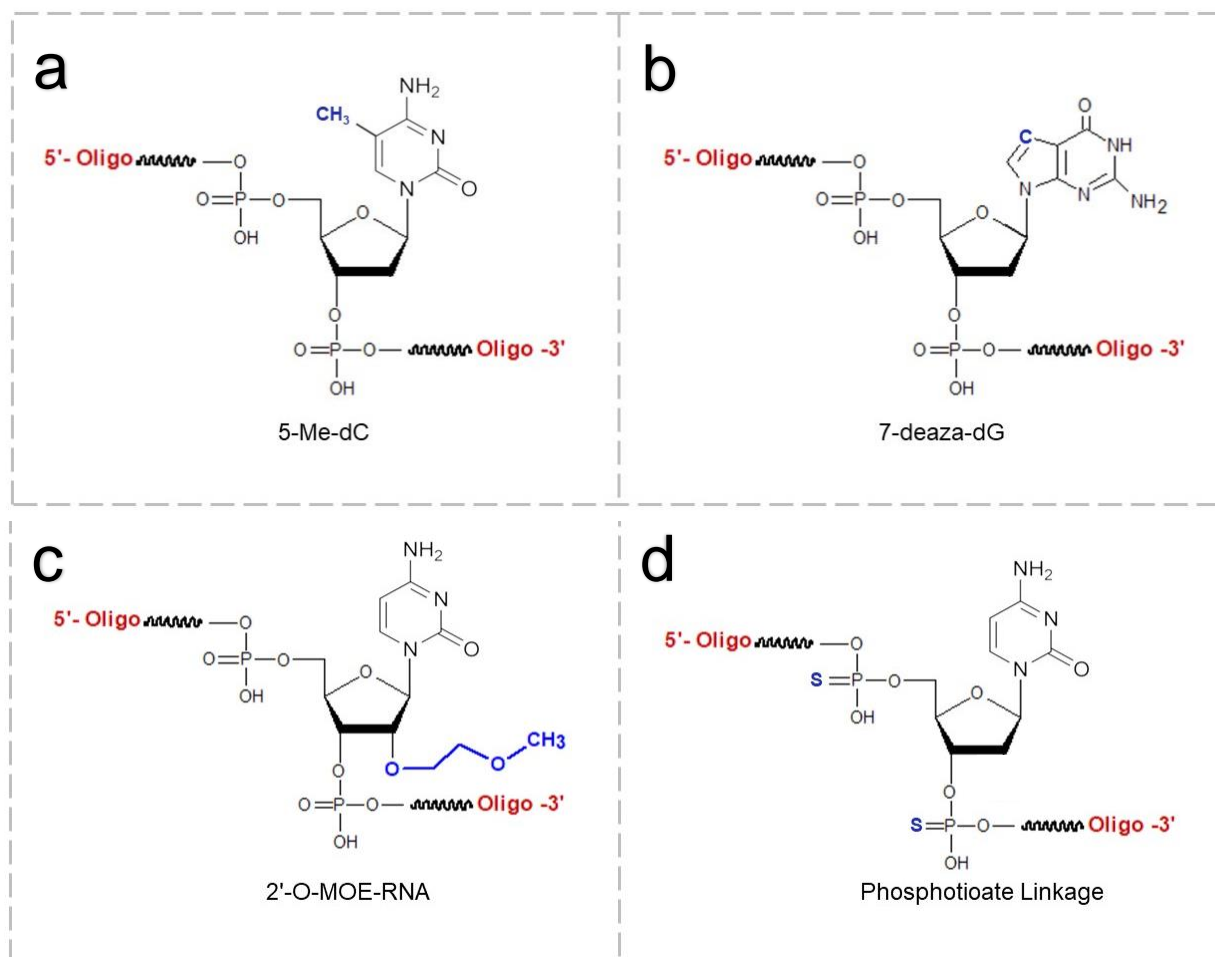 a
NH2
CH3
N
5'- Oligo
O
O=P—O
N
O
O
OH
O
O=P—O
Oligo -3'
OH
5-Me-dC
b
O
C
NH
5'- Oligo
O
O=P—O
N
N
NH2
O
OH
O
O=P—O
Oligo -3'
OH
7-deaza-dG
c
NH2
N
5'- Oligo
O
O=P—O
N
O
O
OH
CH3
O
O
O
O=P—O
Oligo -3'
OH
2'-O-MOE-RNA
d
NH2
N
5'- Oligo
O
S=P—O
N
O
O
OH
O
S=P—O
Oligo -3'
OH
Phosphotioate Linkage